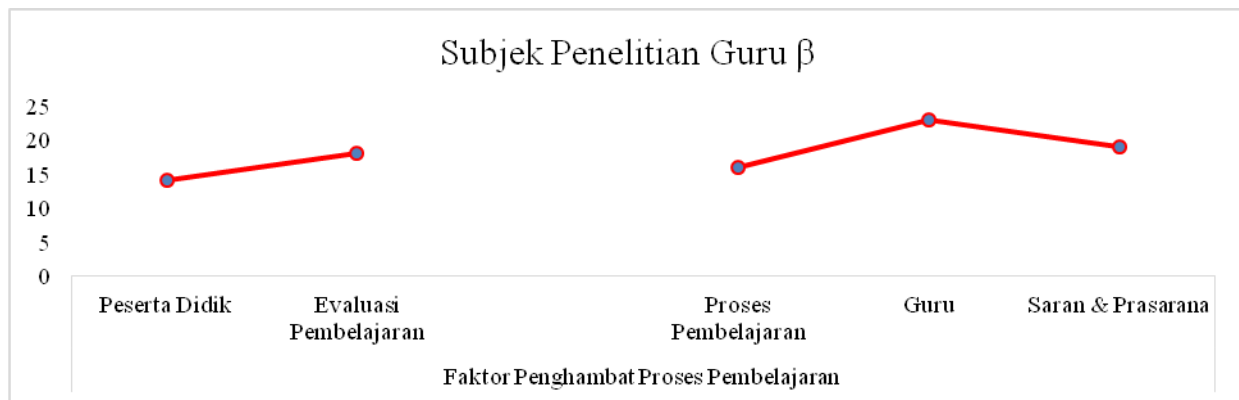 Subjek Penelitian Guru β
25
20
15
10
5
0
Peserta Didik
Evaluasi
Pembelajaran
Proses
Pembelajaran
Guru
Saran & Prasarana
Faktor Penghambat Proses Pembelajaran